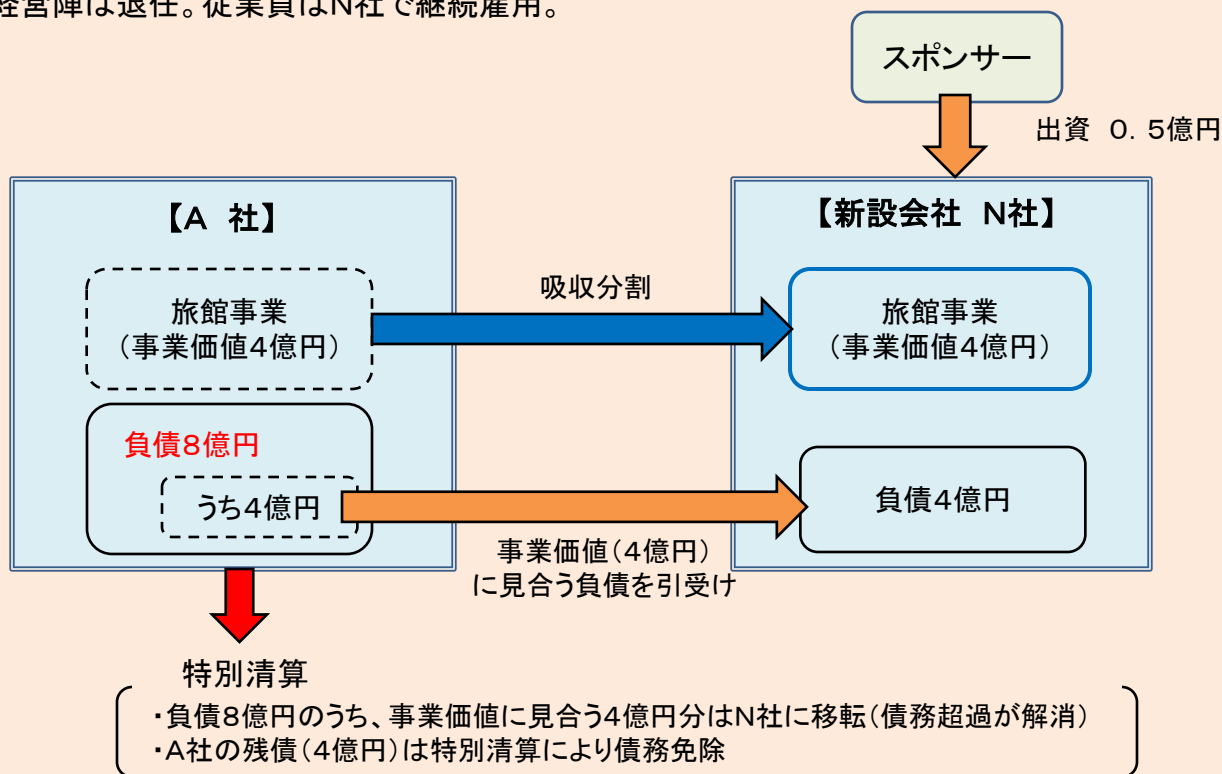 経営陣は退任。従業員はN社で継続雇用。
スポンサー
出資 ０．５億円
【A 社】
【新設会社 N社】
旅館事業
（事業価値４億円）
吸収分割
旅館事業
（事業価値４億円）
負債８億円
うち４億円
負債４億円
事業価値（４億円）
に見合う負債を引受け
特別清算
・負債８億円のうち、事業価値に見合う４億円分はN社に移転（債務超過が解消）
・A社の残債（４億円）は特別清算により債務免除